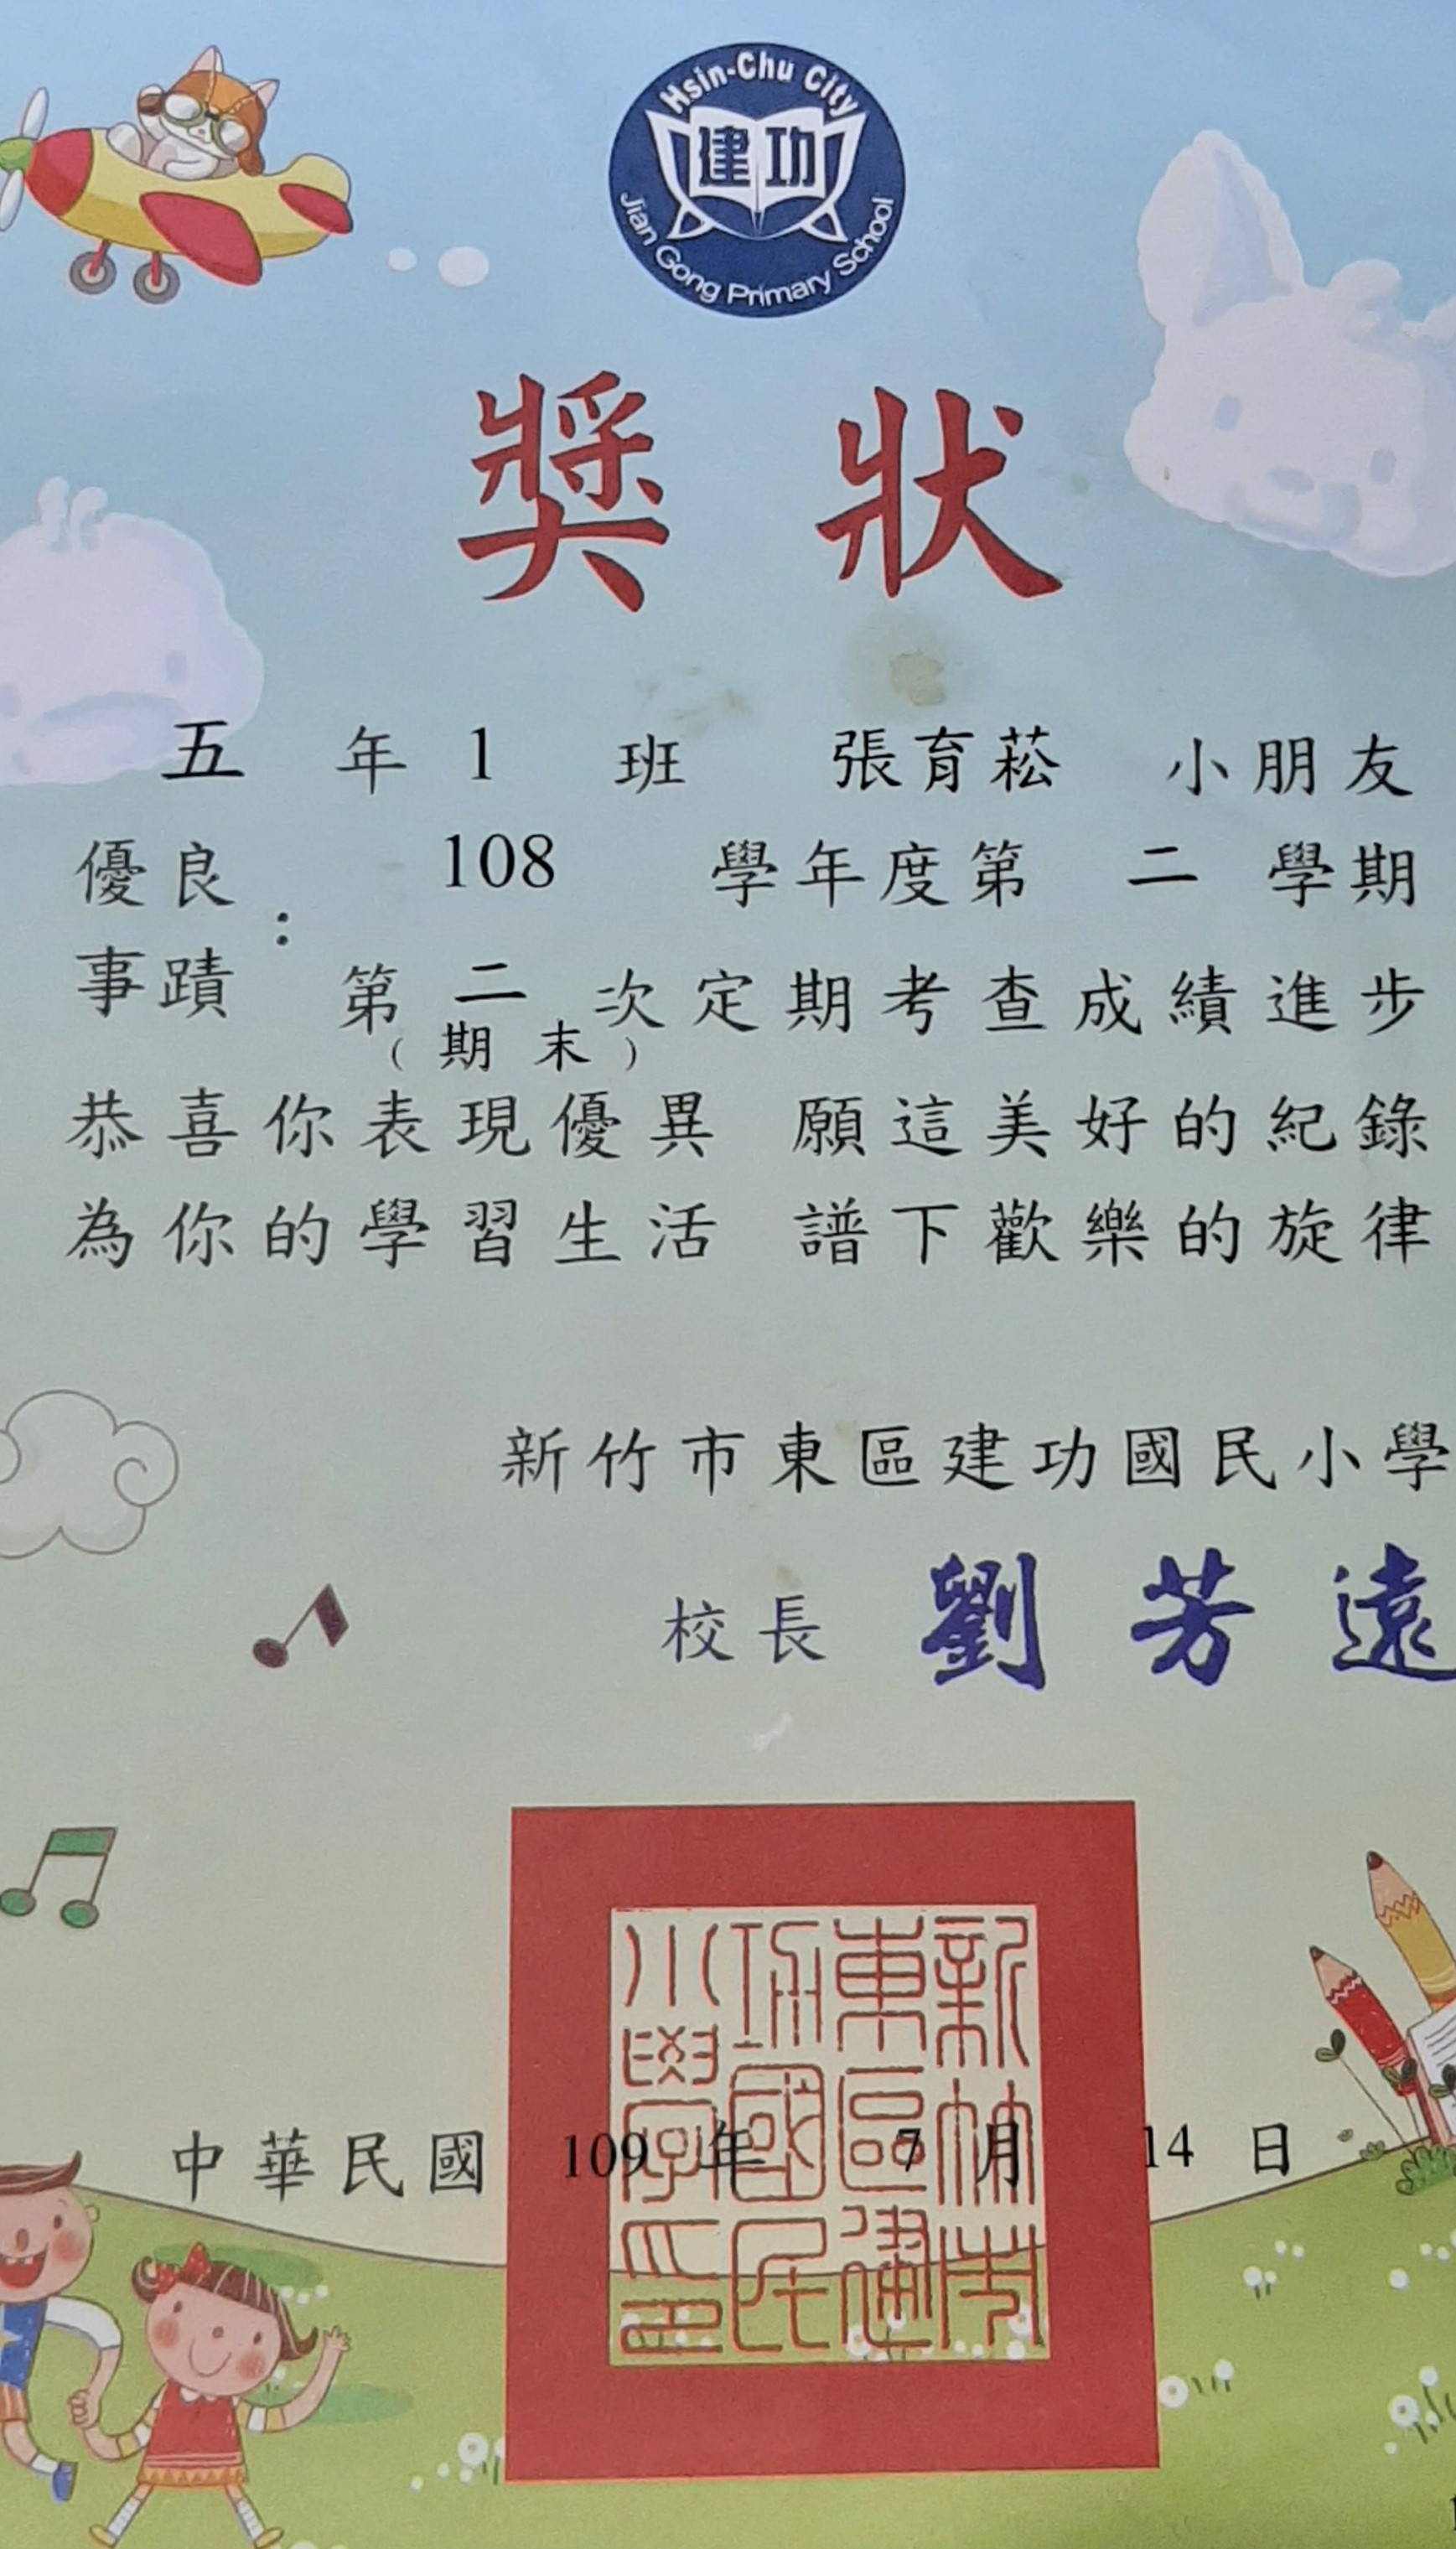 Hsin-Chu City
建功
Jian Gong Primary School
獎狀
五 年 1 班 張育菘 小朋友
優良事蹟：
108 學年度第 二 學期
第 二 次定期考查成績進步
（期末）
恭喜你表現優異 願這美好的紀錄
為你的學習生活 譜下歡樂的旋律
新竹市東區建功國民小學
校長 劉芳遠
新竹市東區建功國民小學印
中華民國 109 年 7 月 14 日